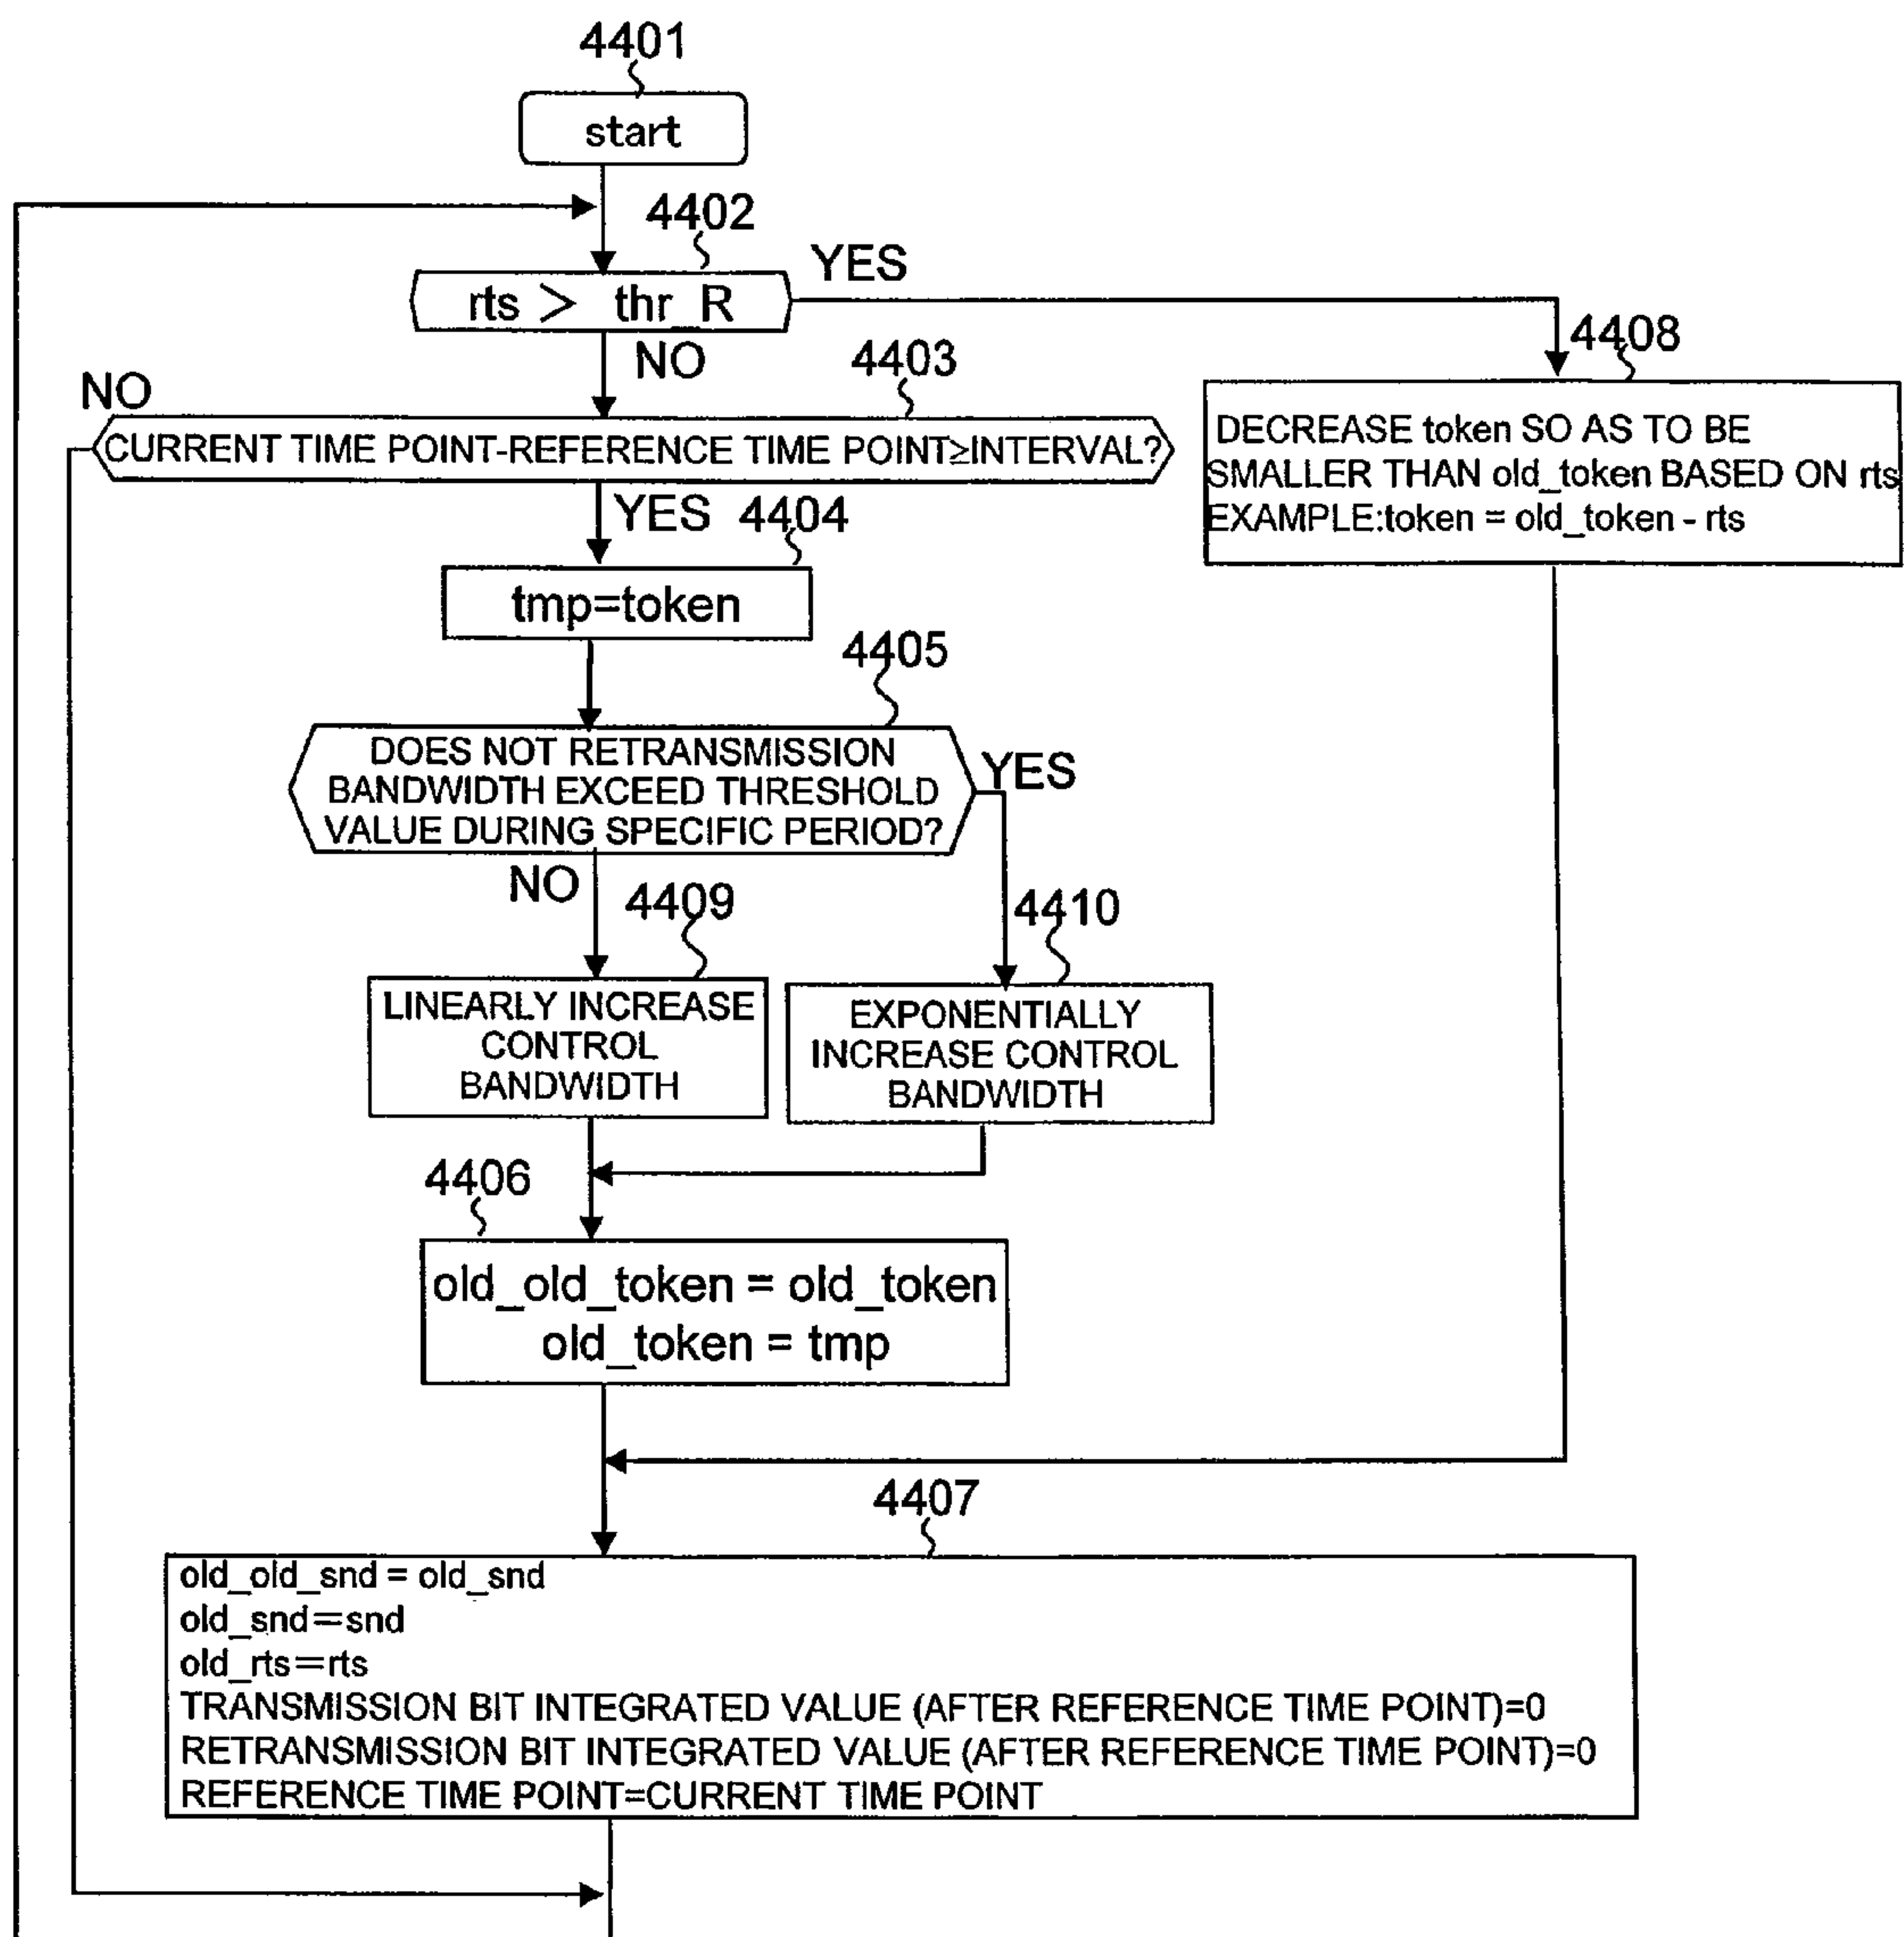 4401
start
4402
YES
rts > thr_R
NO
4403
4408
NO
CURRENT TIME POINT-REFERENCE TIME POINT≥INTERVAL?
DECREASE token SO AS TO BE
SMALLER THAN old_token BASED ON rts
EXAMPLE:token = old_token - rts
YES
4404
tmp=token
4405
DOES NOT RETRANSMISSION
BANDWIDTH EXCEED THRESHOLD
VALUE DURING SPECIFIC PERIOD?
YES
NO
4409
4410
LINEARLY INCREASE
CONTROL
BANDWIDTH
EXPONENTIALLY
INCREASE CONTROL
BANDWIDTH
4406
old_old_token = old_token
old_token = tmp
4407
old_old_snd = old_snd
old_snd=snd
old_rts=rts
TRANSMISSION BIT INTEGRATED VALUE (AFTER REFERENCE TIME POINT)=0
RETRANSMISSION BIT INTEGRATED VALUE (AFTER REFERENCE TIME POINT)=0
REFERENCE TIME POINT=CURRENT TIME POINT